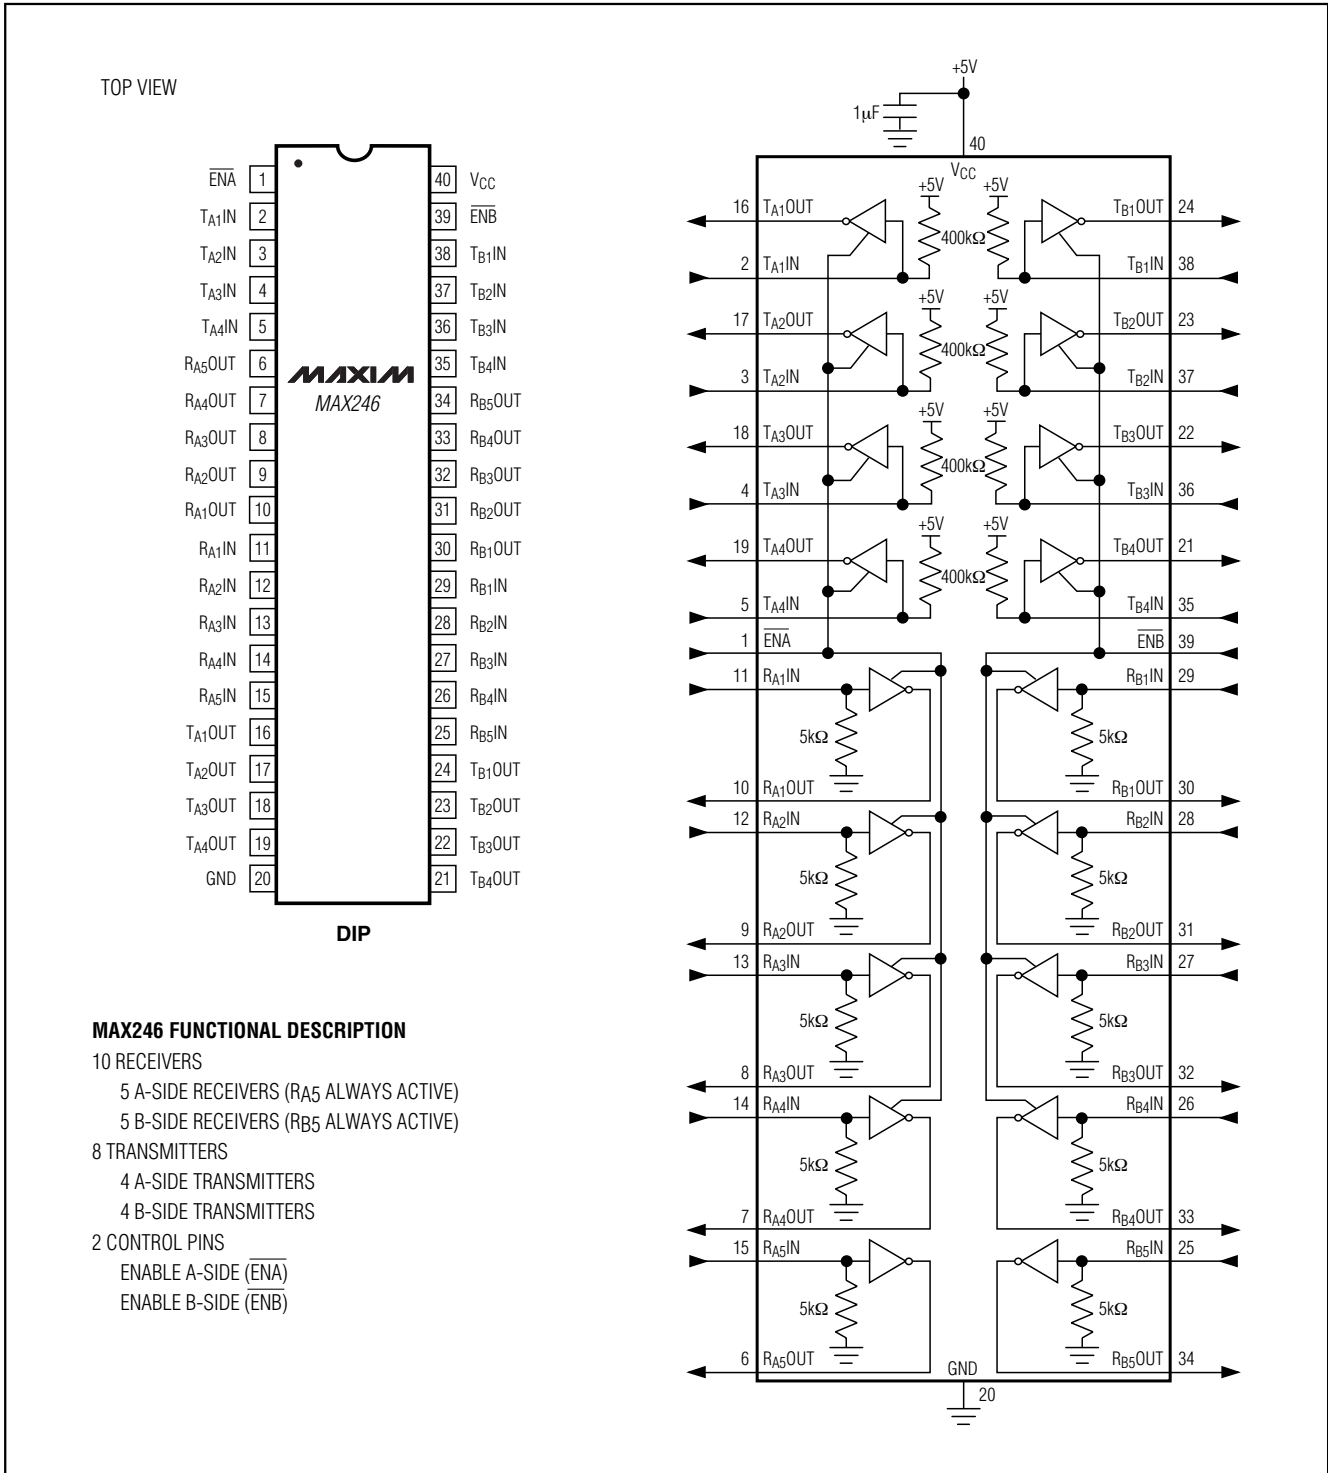 TOP VIEW
ENA 1
TA1IN 2
TA2IN 3
TA3IN 4
TA4IN 5
RA5OUT 6
RA4OUT 7
RA3OUT 8
RA2OUT 9
RA1OUT 10
RA1IN 11
RA2IN 12
RA3IN 13
RA4IN 14
RA5IN 15
TA1OUT 16
TA2OUT 17
TA3OUT 18
TA4OUT 19
GND 20
MAXIM
MAX246
40 VCC
39 ENB
38 TB1IN
37 TB2IN
36 TB3IN
35 TB4IN
34 RB5OUT
33 RB4OUT
32 RB3OUT
31 RB2OUT
30 RB1OUT
29 RB1IN
28 RB2IN
27 RB3IN
26 RB4IN
25 RB5IN
24 TB1OUT
23 TB2OUT
22 TB3OUT
21 TB4OUT
DIP
MAX246 FUNCTIONAL DESCRIPTION
10 RECEIVERS
5 A-SIDE RECEIVERS (RA5 ALWAYS ACTIVE)
5 B-SIDE RECEIVERS (RB5 ALWAYS ACTIVE)
8 TRANSMITTERS
4 A-SIDE TRANSMITTERS
4 B-SIDE TRANSMITTERS
2 CONTROL PINS
ENABLE A-SIDE (ENA)
ENABLE B-SIDE (ENB)
+5V
1µF
40
VCC
+5V +5V
16 TA1OUT TB1OUT 24
400kΩ
2 TA1IN TB1IN 38
+5V +5V
17 TA2OUT TB2OUT 23
400kΩ
3 TA2IN TB2IN 37
+5V +5V
18 TA3OUT TB3OUT 22
400kΩ
4 TA3IN TB3IN 36
+5V +5V
19 TA4OUT TB4OUT 21
400kΩ
5 TA4IN TB4IN 35
1 ENA ENB 39
11 RA1IN RB1IN 29
5kΩ 5kΩ
10 RA1OUT RB1OUT 30
12 RA2IN RB2IN 28
5kΩ 5kΩ
9 RA2OUT RB2OUT 31
13 RA3IN RB3IN 27
5kΩ 5kΩ
8 RA3OUT RB3OUT 32
14 RA4IN RB4IN 26
5kΩ 5kΩ
7 RA4OUT RB4OUT 33
15 RA5IN RB5IN 25
5kΩ 5kΩ
6 RA5OUT RB5OUT 34
GND
20